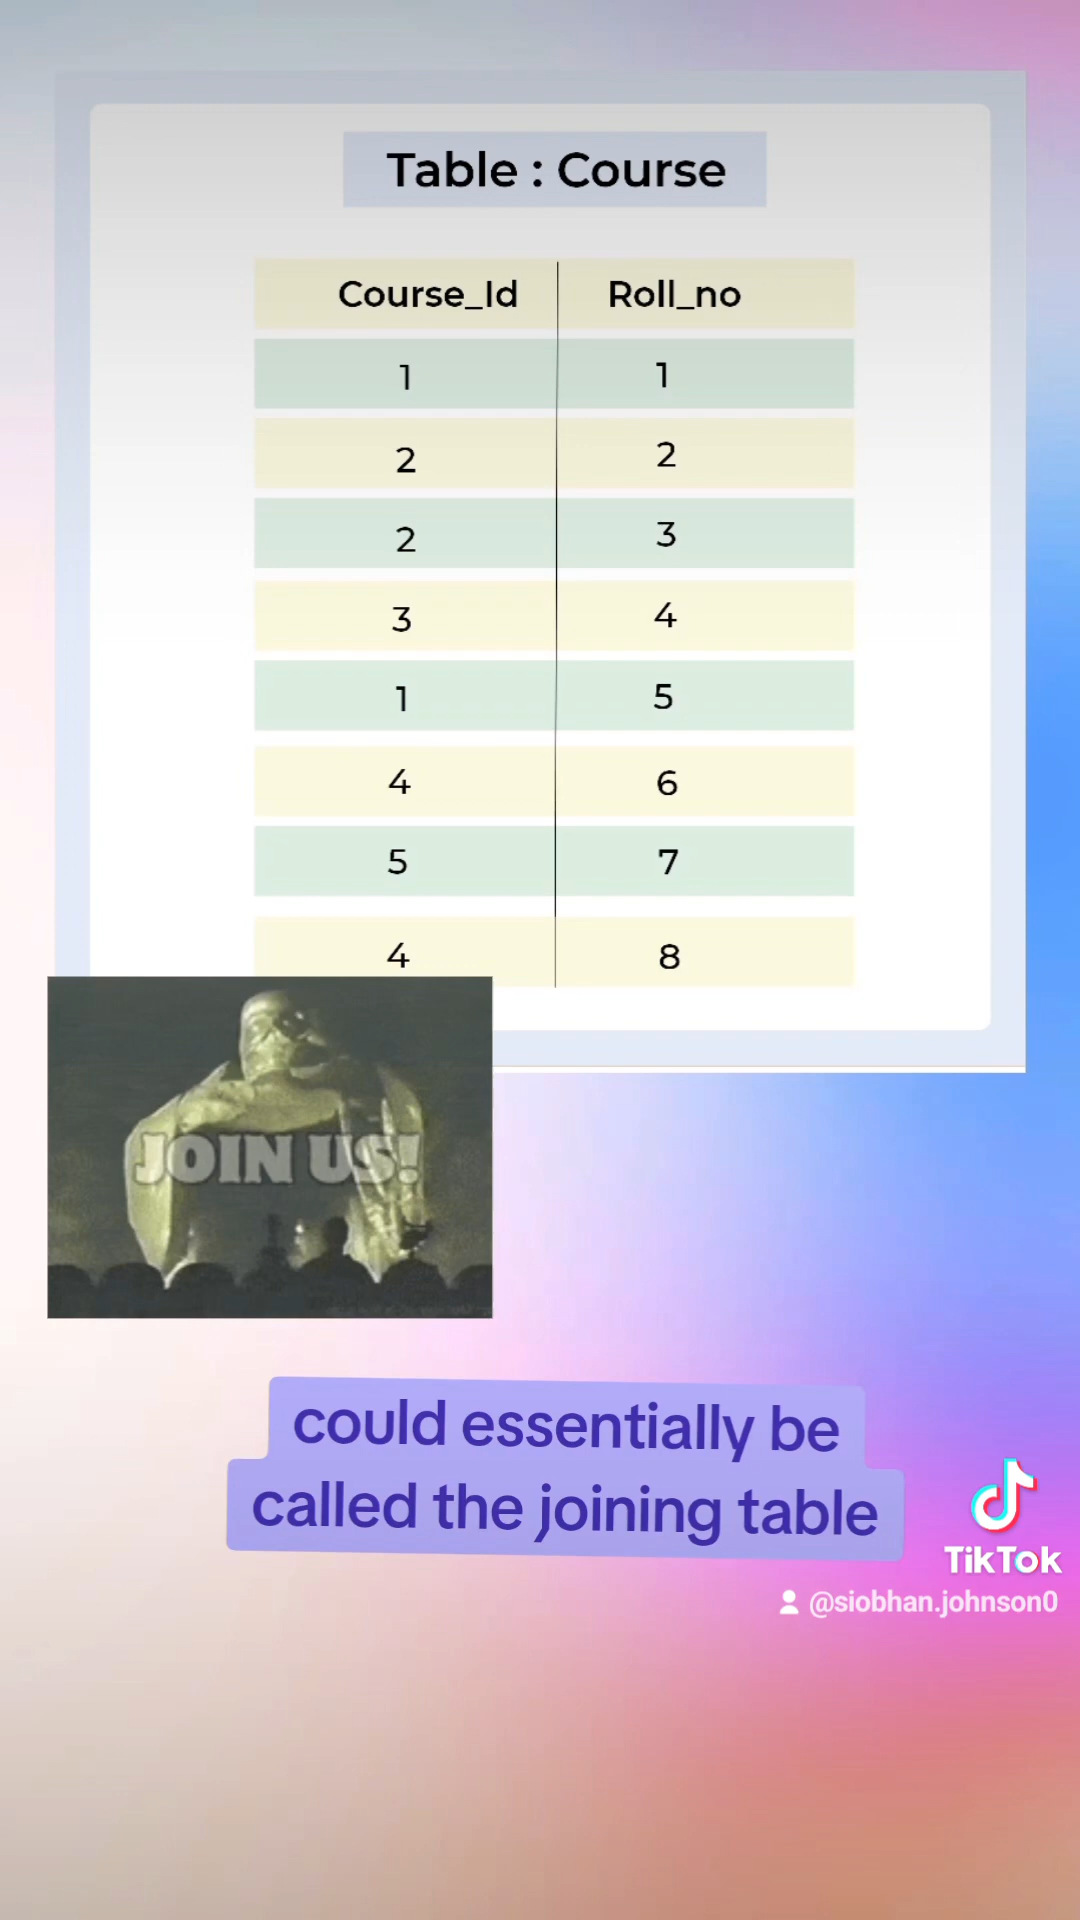 Table : Course
Course_Id Roll_no
1 1
2 2
2 3
3 4
1 5
4 6
5 7
4 8
JOIN US!
could essentially be
called the joining table
TikTok
@siobhan.johnson0